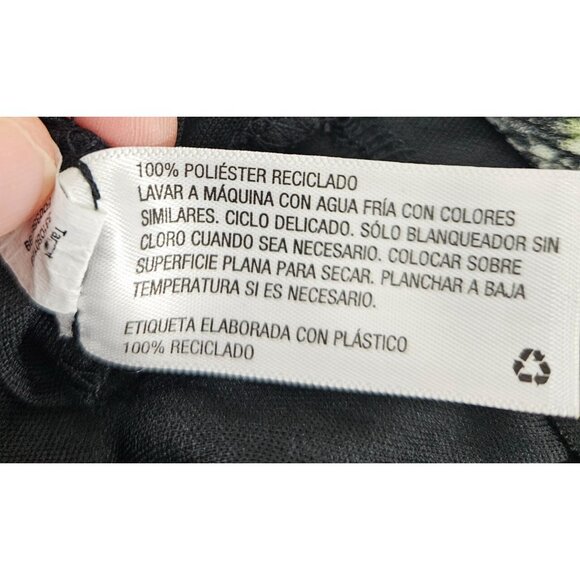 100% POLIÉSTER RECICLADO
LAVAR A MÁQUINA CON AGUA FRÍA CON COLORES
SIMILARES. CICLO DELICADO. SÓLO BLANQUEADOR SIN
CLORO CUANDO SEA NECESARIO. COLOCAR SOBRE
SUPERFICIE PLANA PARA SECAR. PLANCHAR A BAJA
TEMPERATURA SI ES NECESARIO.
ETIQUETA ELABORADA CON PLÁSTICO
100% RECICLADO